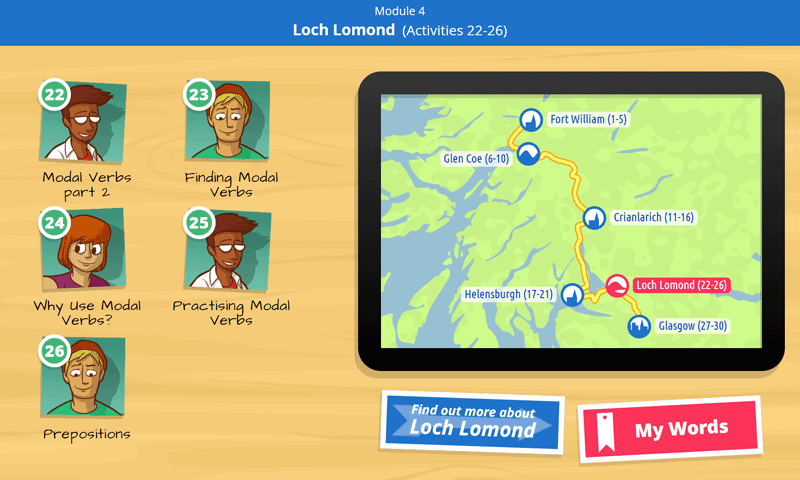 Module 4
Loch Lomond (Activities 22-26)
22
Modal Verbs
part 2
23
Finding Modal
Verbs
24
Why Use Modal
Verbs?
25
Practising Modal
Verbs
26
Prepositions
Fort William (1-5)
Glen Coe (6-10)
Crianlarich (11-16)
Loch Lomond (22-26)
Helensburgh (17-21)
Glasgow (27-30)
Find out more about
Loch Lomond
My Words